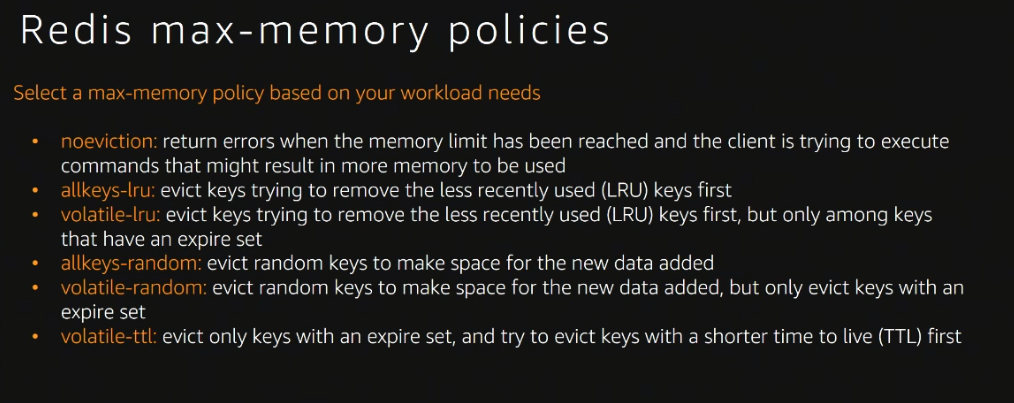 Redis max-memory policies
Select a max-memory policy based on your workload needs
• noeviction: return errors when the memory limit has been reached and the client is trying to execute
commands that might result in more memory to be used
• allkeys-lru: evict keys trying to remove the less recently used (LRU) keys first
• volatile-lru: evict keys trying to remove the less recently used (LRU) keys first, but only among keys
that have an expire set
• allkeys-random: evict random keys to make space for the new data added
• volatile-random: evict random keys to make space for the new data added, but only evict keys with an
expire set
• volatile-ttl: evict only keys with an expire set, and try to evict keys with a shorter time to live (TTL) first